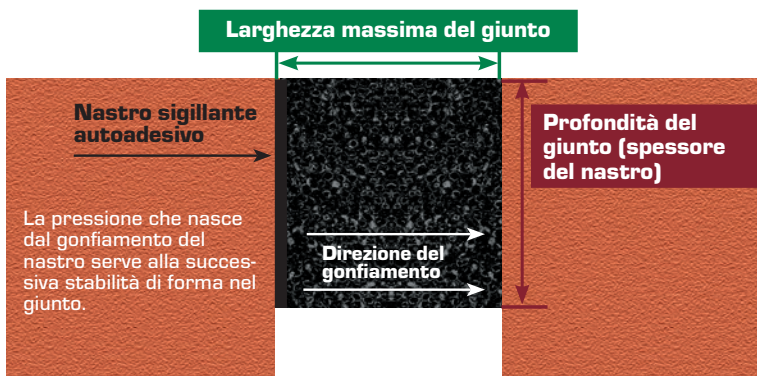 Larghezza massima del giunto
Nastro sigillante
autoadesivo
Profondità del
giunto (spessore
del nastro)
La pressione che nasce
dal gonfiamento del
nastro serve alla succes-
siva stabilità di forma nel
giunto.
Direzione del
gonfiamento